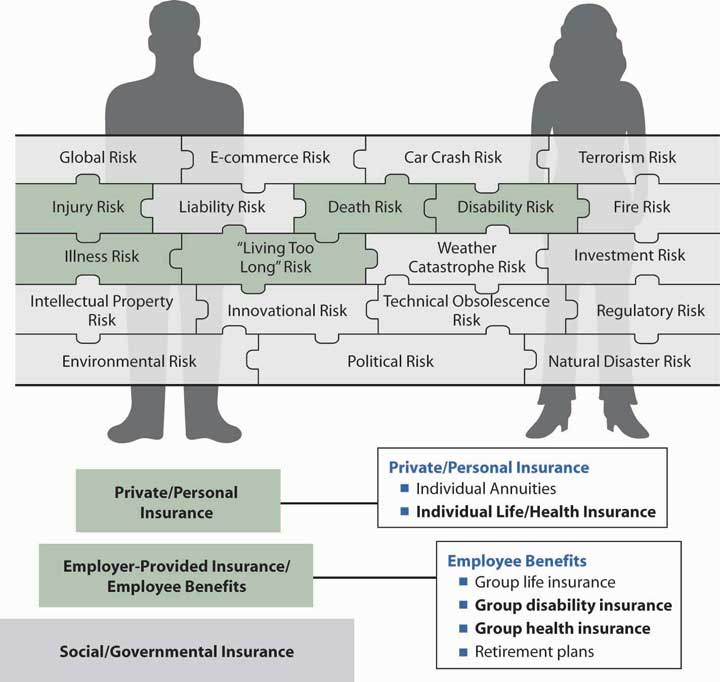 Global Risk
E-commerce Risk
Car Crash Risk
Terrorism Risk
Injury Risk
Liability Risk
Death Risk
Disability Risk
Fire Risk
Illness Risk
“Living Too
Long” Risk
Weather
Catastrophe Risk
Investment Risk
Intellectual Property
Risk
Innovational Risk
Technical Obsolescence
Risk
Regulatory Risk
Environmental Risk
Political Risk
Natural Disaster Risk
Private/Personal
Insurance
Private/Personal Insurance
Individual Annuities
Individual Life/Health Insurance
Employer-Provided Insurance/
Employee Benefits
Employee Benefits
Group life insurance
Group disability insurance
Group health insurance
Retirement plans
Social/Governmental Insurance